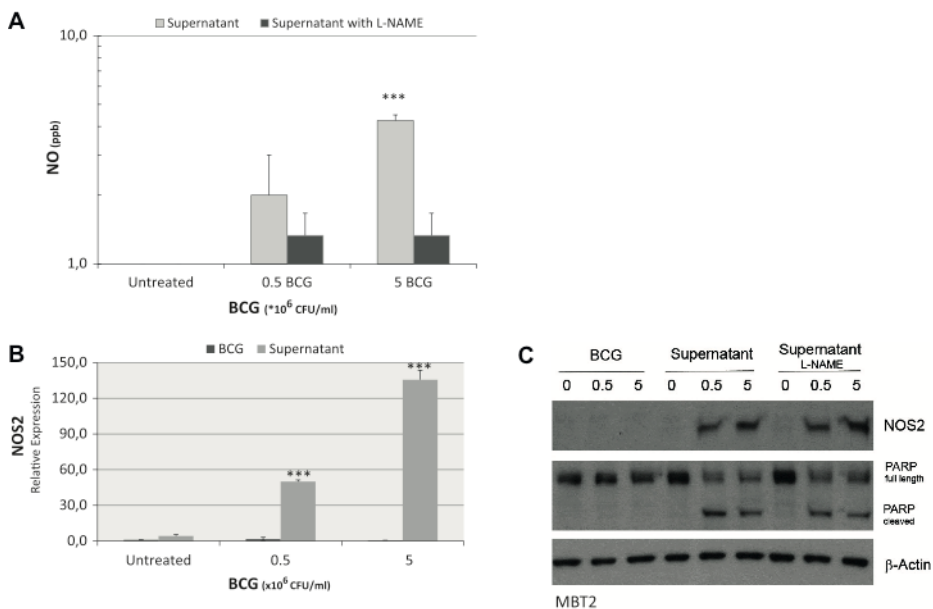 A
Supernatant Supernatant with L-NAME
10,0
NO (ppb)
***
1,0
Untreated 0.5 BCG 5 BCG
BCG (*10⁶ CFU/ml)
B
BCG Supernatant
150,0
120,0
90,0
60,0
30,0
0,0
NOS2
Relative Expression
***
***
Untreated 0.5 5
BCG (x10⁶ CFU/ml)
C
BCG Supernatant Supernatant
L-NAME
0 0.5 5 0 0.5 5 0 0.5 5
NOS2
PARP
full length
PARP
cleaved
β-Actin
MBT2